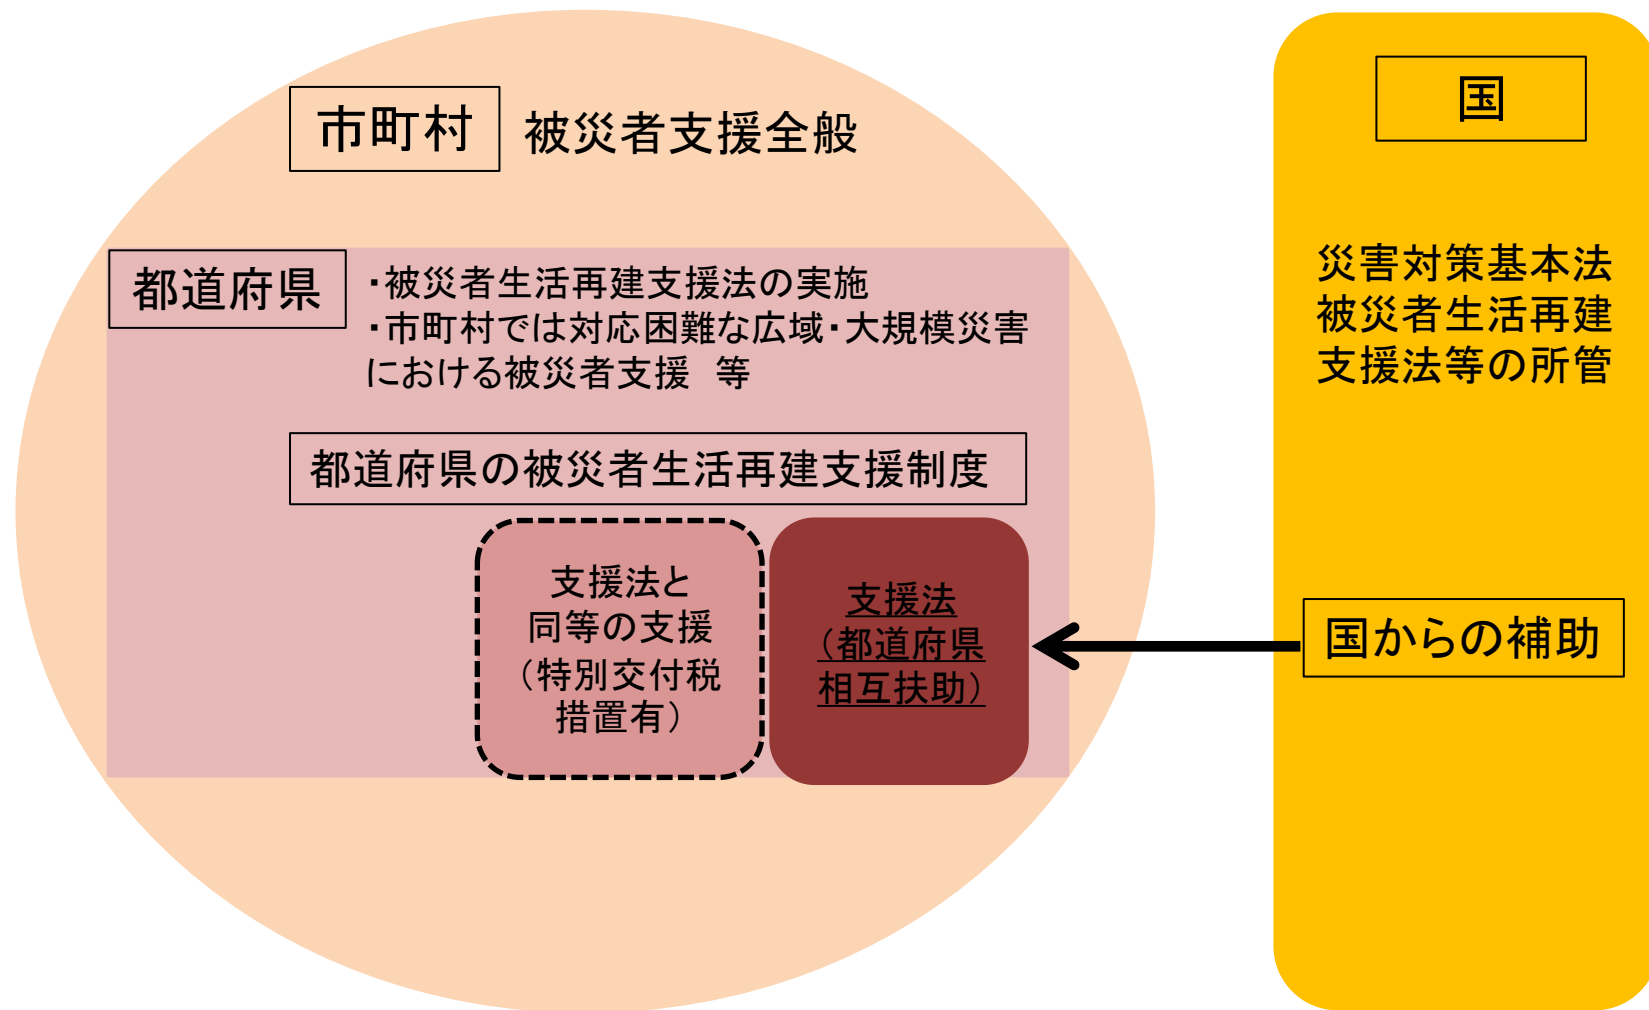 市町村
被災者支援全般
都道府県
・被災者生活再建支援法の実施
・市町村では対応困難な広域・大規模災害
における被災者支援　等
都道府県の被災者生活再建支援制度
支援法と
同等の支援
（特別交付税
措置有）
支援法
（都道府県
相互扶助）
国
災害対策基本法
被災者生活再建
支援法等の所管
国からの補助